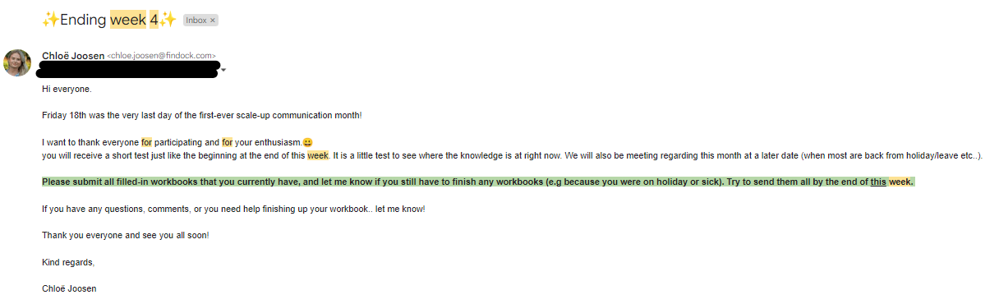 ✨Ending week 4✨ Inbox ×
Chloë Joosen <chloe.joosen@findock.com>
Hi everyone.
Friday 18th was the very last day of the first-ever scale-up communication month!
I want to thank everyone for participating and for your enthusiasm.😀
you will receive a short test just like the beginning at the end of this week. It is a little test to see where the knowledge is at right now. We will also be meeting regarding this month at a later date (when most are back from holiday/leave etc..).
Please submit all filled-in workbooks that you currently have, and let me know if you still have to finish any workbooks (e.g because you were on holiday or sick). Try to send them all by the end of this week.
If you have any questions, comments, or you need help finishing up your workbook.. let me know!
Thank you everyone and see you all soon!
Kind regards,
Chloë Joosen